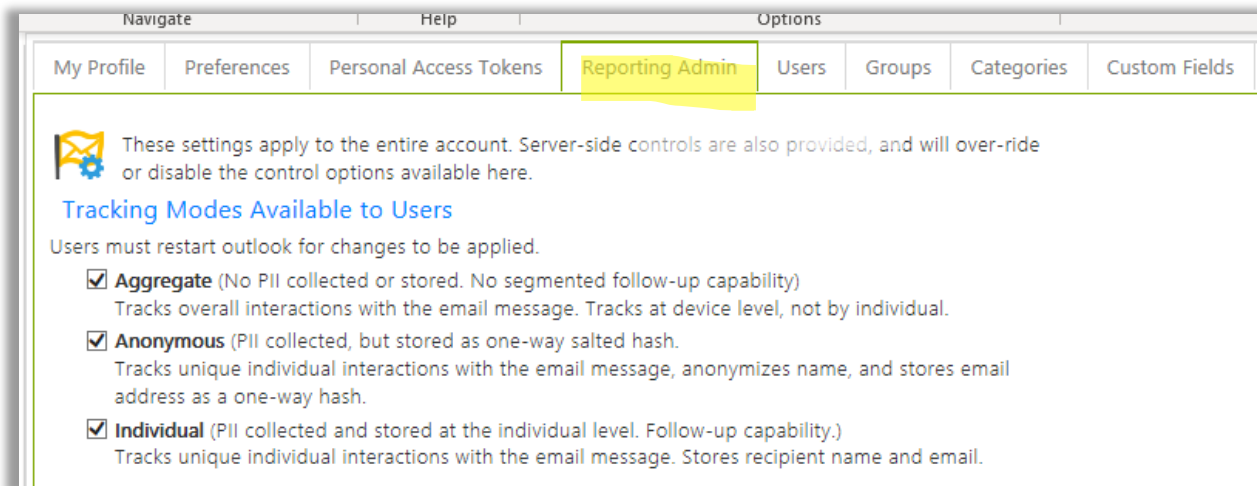 Navigate Help Options
My Profile Preferences Personal Access Tokens Reporting Admin Users Groups Categories Custom Fields
These settings apply to the entire account. Server-side controls are also provided, and will over-ride
or disable the control options available here.
Tracking Modes Available to Users
Users must restart outlook for changes to be applied.
Aggregate (No PII collected or stored. No segmented follow-up capability)
Tracks overall interactions with the email message. Tracks at device level, not by individual.
Anonymous (PII collected, but stored as one-way salted hash.
Tracks unique individual interactions with the email message, anonymizes name, and stores email
address as a one-way hash.
Individual (PII collected and stored at the individual level. Follow-up capability.)
Tracks unique individual interactions with the email message. Stores recipient name and email.